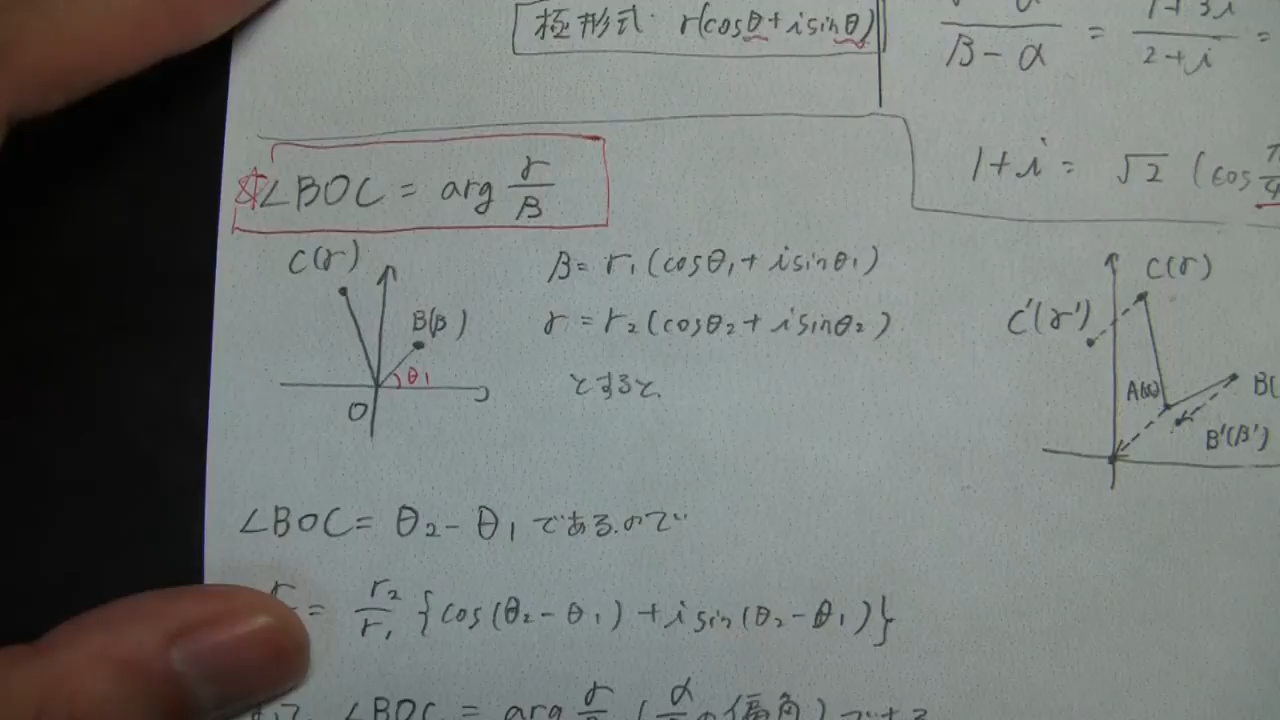 極形式 r(cosθ+isinθ)
∠BOC = arg γ/β
C(γ)
B(β)
θ₁
O
β = r₁(cosθ₁+isinθ₁)
γ = r₂(cosθ₂+isinθ₂)
とすると、
∠BOC = θ₂-θ₁ であるので
= r₂/r₁ {cos(θ₂-θ₁)+isin(θ₂-θ₁)}
∠BOC = arg γ
β-α = 2+i =
1+i = √2 (cos π/4
C(γ)
C'(γ')
A(α)
B(
B'(β')